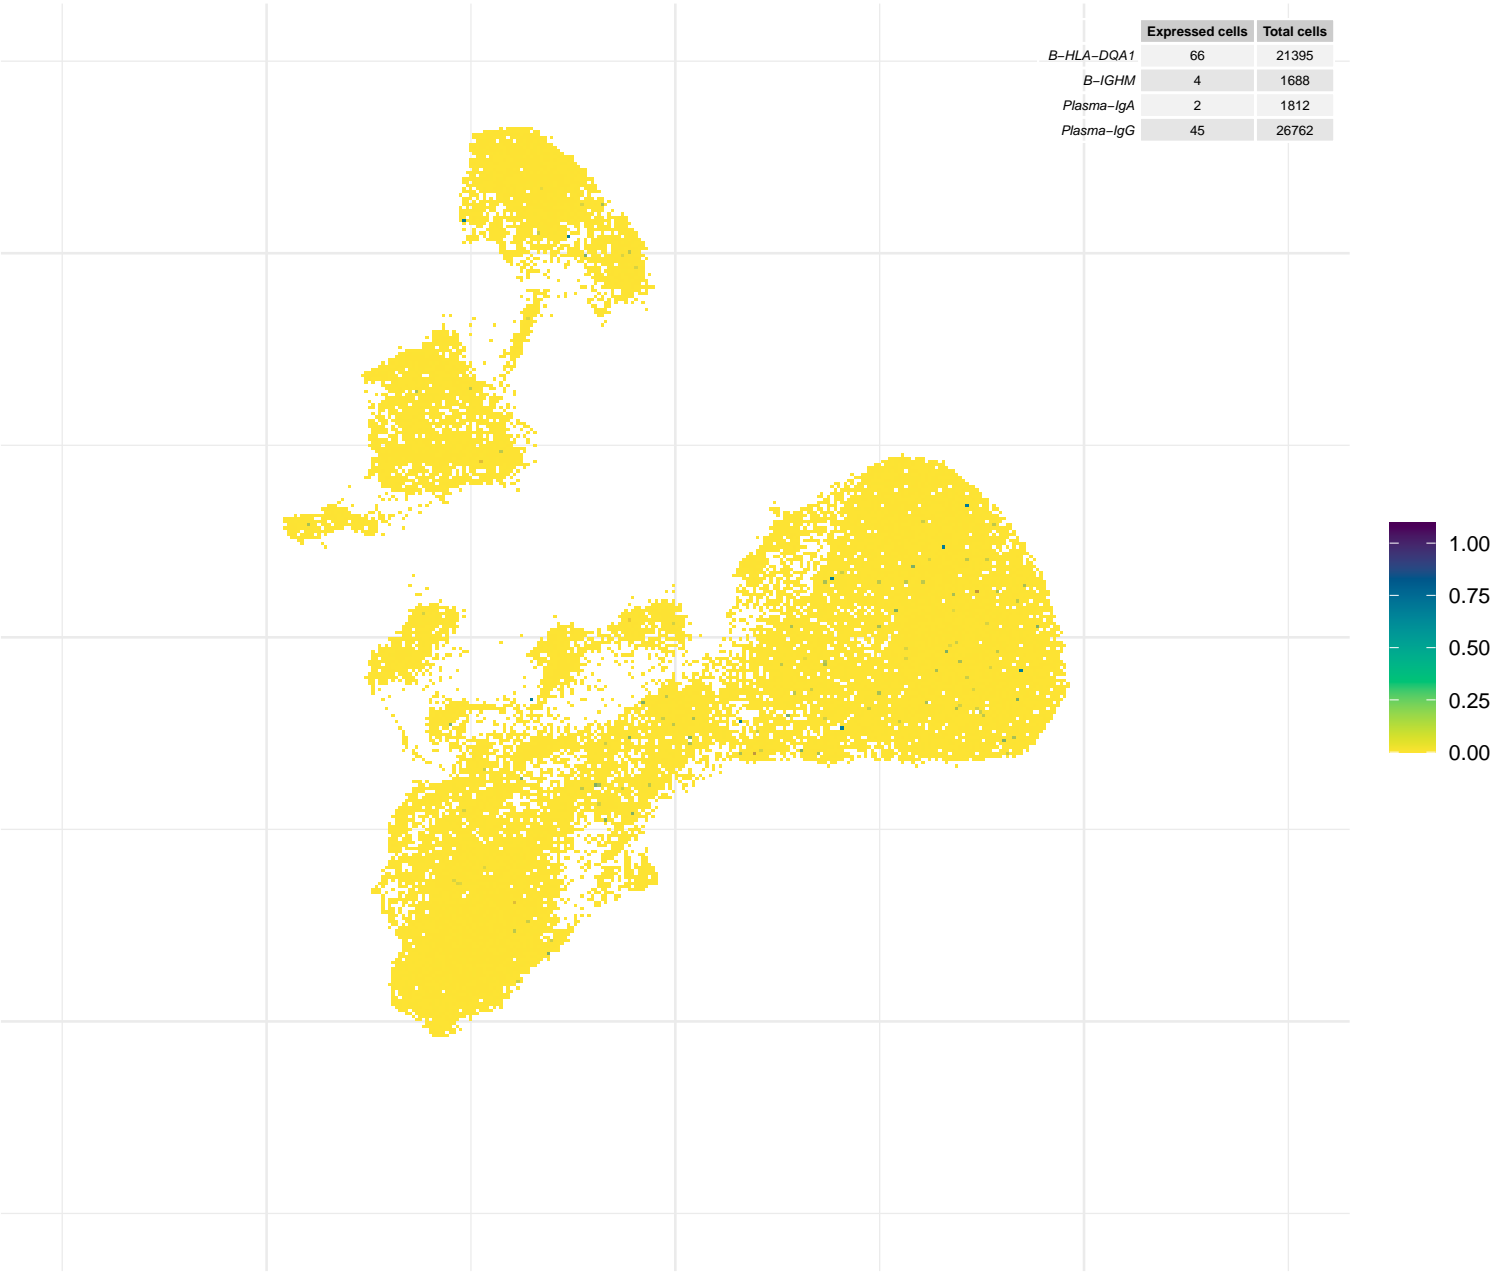 Expressed cells Total cells
B−HLA−DQA1 66 21395
B−IGHM 4 1688
Plasma−IgA 2 1812
Plasma−IgG 45 26762
1.00
0.75
0.50
0.25
0.00